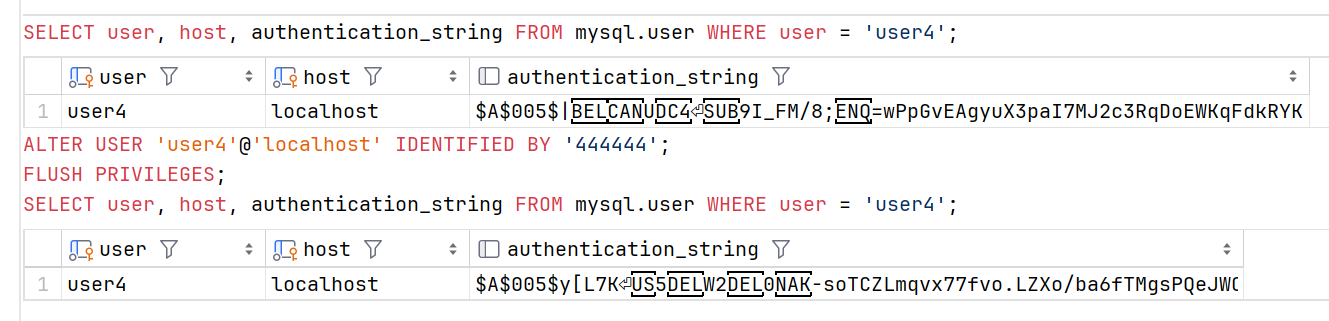 SELECT user, host, authentication_string FROM mysql.user WHERE user = 'user4';
user host authentication_string
1 user4 localhost $A$005$|BELCANUDC4⏎SUB9I_FM/8;ENQ=wPpGvEAgyuX3paI7MJ2c3RqDoEWKqFdkRYK
ALTER USER 'user4'@'localhost' IDENTIFIED BY '444444';
FLUSH PRIVILEGES;
SELECT user, host, authentication_string FROM mysql.user WHERE user = 'user4';
user host authentication_string
1 user4 localhost $A$005$y[L7K⏎US5DELW2DEL0NAK-soTCZLmqvx77fvo.LZXo/ba6fTMgsPQeJW